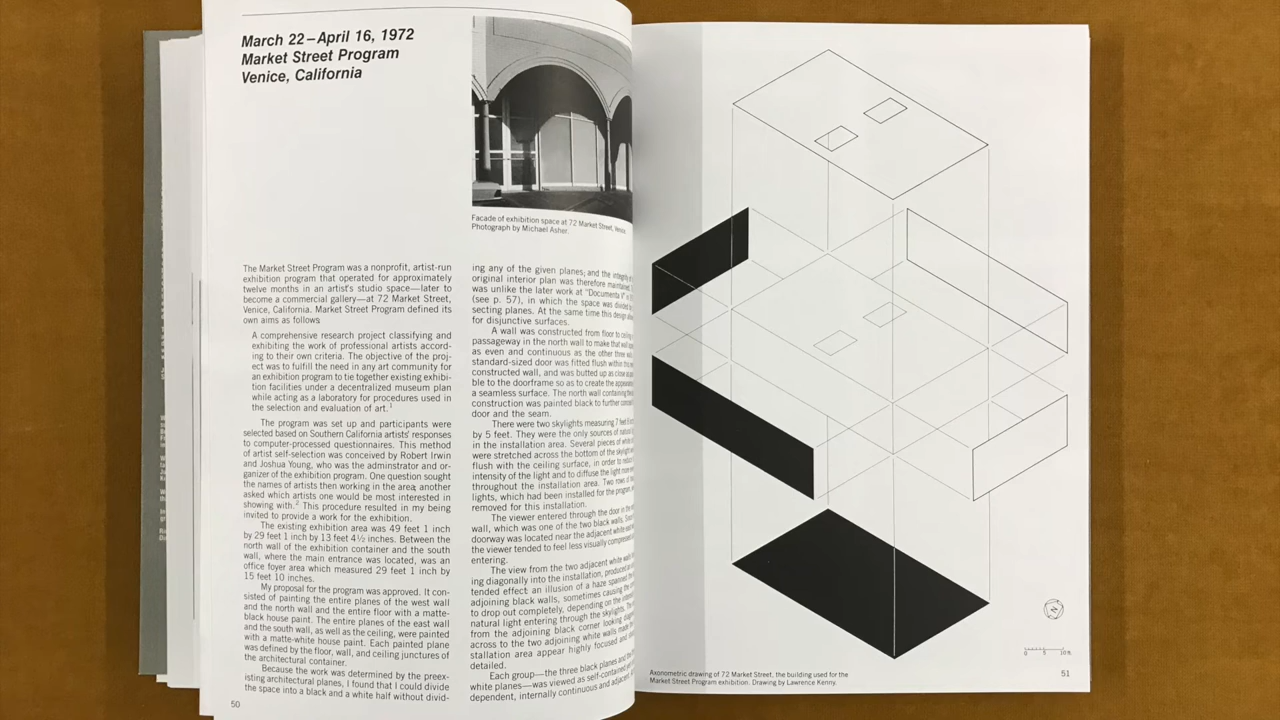 March 22–April 16, 1972
Market Street Program
Venice, California
Facade of exhibition space at 72 Market Street, Venice.
Photograph by Michael Asher.
The Market Street Program was a nonprofit, artist-run
exhibition program that operated for approximately
twelve months in an artist's studio space—later to
become a commercial gallery—at 72 Market Street,
Venice, California. Market Street Program defined its
own aims as follows
A comprehensive research project classifying and
exhibiting the work of professional artists accord-
ing to their own criteria. The objective of the proj-
ect was to fulfill the need in any art community for
an exhibition program to tie together existing exhibi-
tion facilities under a decentralized museum plan
while acting as a laboratory for procedures used in
the selection and evaluation of art.1
The program was set up and participants were
selected based on Southern California artists' responses
to computer-processed questionnaires. This method
of artist self-selection was conceived by Robert Irwin
and Joshua Young, who was the adminstrator and or-
ganizer of the exhibition program. One question sought
the names of artists then working in the area; another
asked which artists one would be most interested in
showing with.2 This procedure resulted in my being
invited to provide a work for the exhibition.
The existing exhibition area was 49 feet 1 inch
by 29 feet 1 inch by 13 feet 4½ inches. Between the
north wall of the exhibition container and the south
wall, where the main entrance was located, was an
office foyer area which measured 29 feet 1 inch by
15 feet 10 inches.
My proposal for the program was approved. It con-
sisted of painting the entire planes of the west wall
and the north wall and the entire floor with a matte-
black house paint. The entire planes of the east wall
and the south wall, as well as the ceiling, were painted
with a matte-white house paint. Each painted plane
was defined by the floor, wall, and ceiling junctures of
the architectural container.
Because the work was determined by the preex-
isting architectural planes, I found that I could divide
the space into a black and a white half without divid-
50
ing any of the given planes; and the integrity
original interior plan was therefore maintained.
was unlike the later work at "Documenta V"
(see p. 57), in which the space was divided
secting planes. At the same time this design
for disjunctive surfaces.
A wall was constructed from floor to ceiling
passageway in the north wall to make that wall
as even and continuous as the other three
standard-sized door was fitted flush within this
constructed wall, and was butted up as close as
ble to the doorframe so as to create the
a seamless surface. The north wall containing
construction was painted black to further
door and the seam.
There were two skylights measuring 7 feet
by 5 feet. They were the only sources of
in the installation area. Several pieces of
were stretched across the bottom of the
flush with the ceiling surface, in order to
intensity of the light and to diffuse the light
throughout the installation area. Two rows
lights, which had been installed for the
removed for this installation.
The viewer entered through the door in the
wall, which was one of the two black walls.
doorway was located near the adjacent white
the viewer tended to feel less visually
entering.
The view from the two adjacent white
ing diagonally into the installation, produced
tended effect: an illusion of a haze spanned
adjoining black walls, sometimes causing the
to drop out completely, depending on the
natural light entering through the skylights.
from the adjoining black corner looking
across to the two adjoining white walls made
stallation area appear highly focused and
detailed.
Each group—the three black planes and the
white planes—was viewed as self-contained
dependent, internally continuous and adjacent
N
0 5 10 ft.
Axonometric drawing of 72 Market Street, the building used for the
Market Street Program exhibition. Drawing by Lawrence Kenny.
51